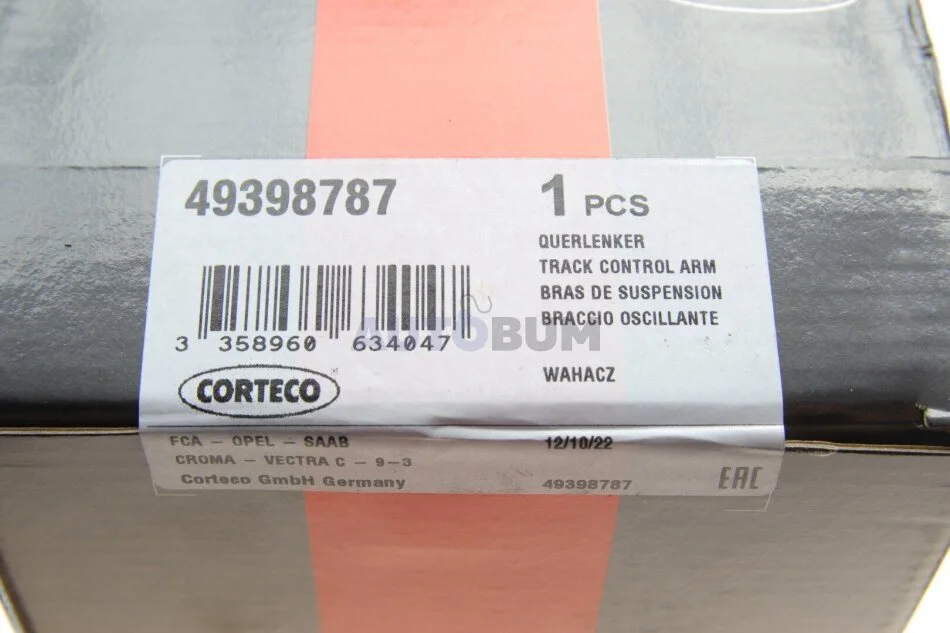 49398787
1 PCS
QUERLENKER
TRACK CONTROL ARM
BRAS DE SUSPENSION
BRACCIO OSCILLANTE
WAHACZ
3 358960 634047
AUTOBUM
CORTECO
FCA - OPEL - SAAB
12/10/22
CROMA - VECTRA C - 9-3
Corteco GmbH Germany
49398787
EAC